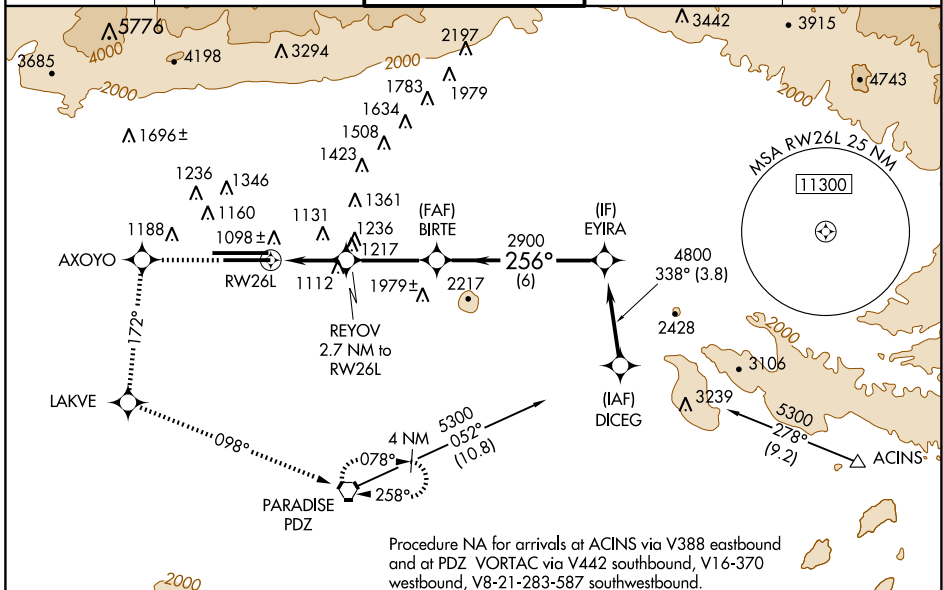 5776
3442
3915
4000
4198
3294
2197
3685
2000
4743
2000
1979
2000
1783
1634
1696±
1508
MSA RW26L 25 NM
1423
11300
1236
1346
1361
1160
(FAF)
BIRTE
(IF)
EYIRA
1188
1098±
1131
1236
1217
2900
256°
(6)
4800
338° (3.8)
AXOYO
RW26L
1112
1979±
2217
REYOV
2.7 NM to
RW26L
2428
2000
172°
3106
LAKVE
(IAF)
DICEG
3239
5300
278°
(9.2)
ACINS
098°
5300
052°
(10.8)
4 NM
078°
258°
PARADISE
PDZ
Procedure NA for arrivals at ACINS via V388 eastbound
and at PDZ VORTAC via V442 southbound, V16-370
westbound, V8-21-283-587 southwestbound.
2000